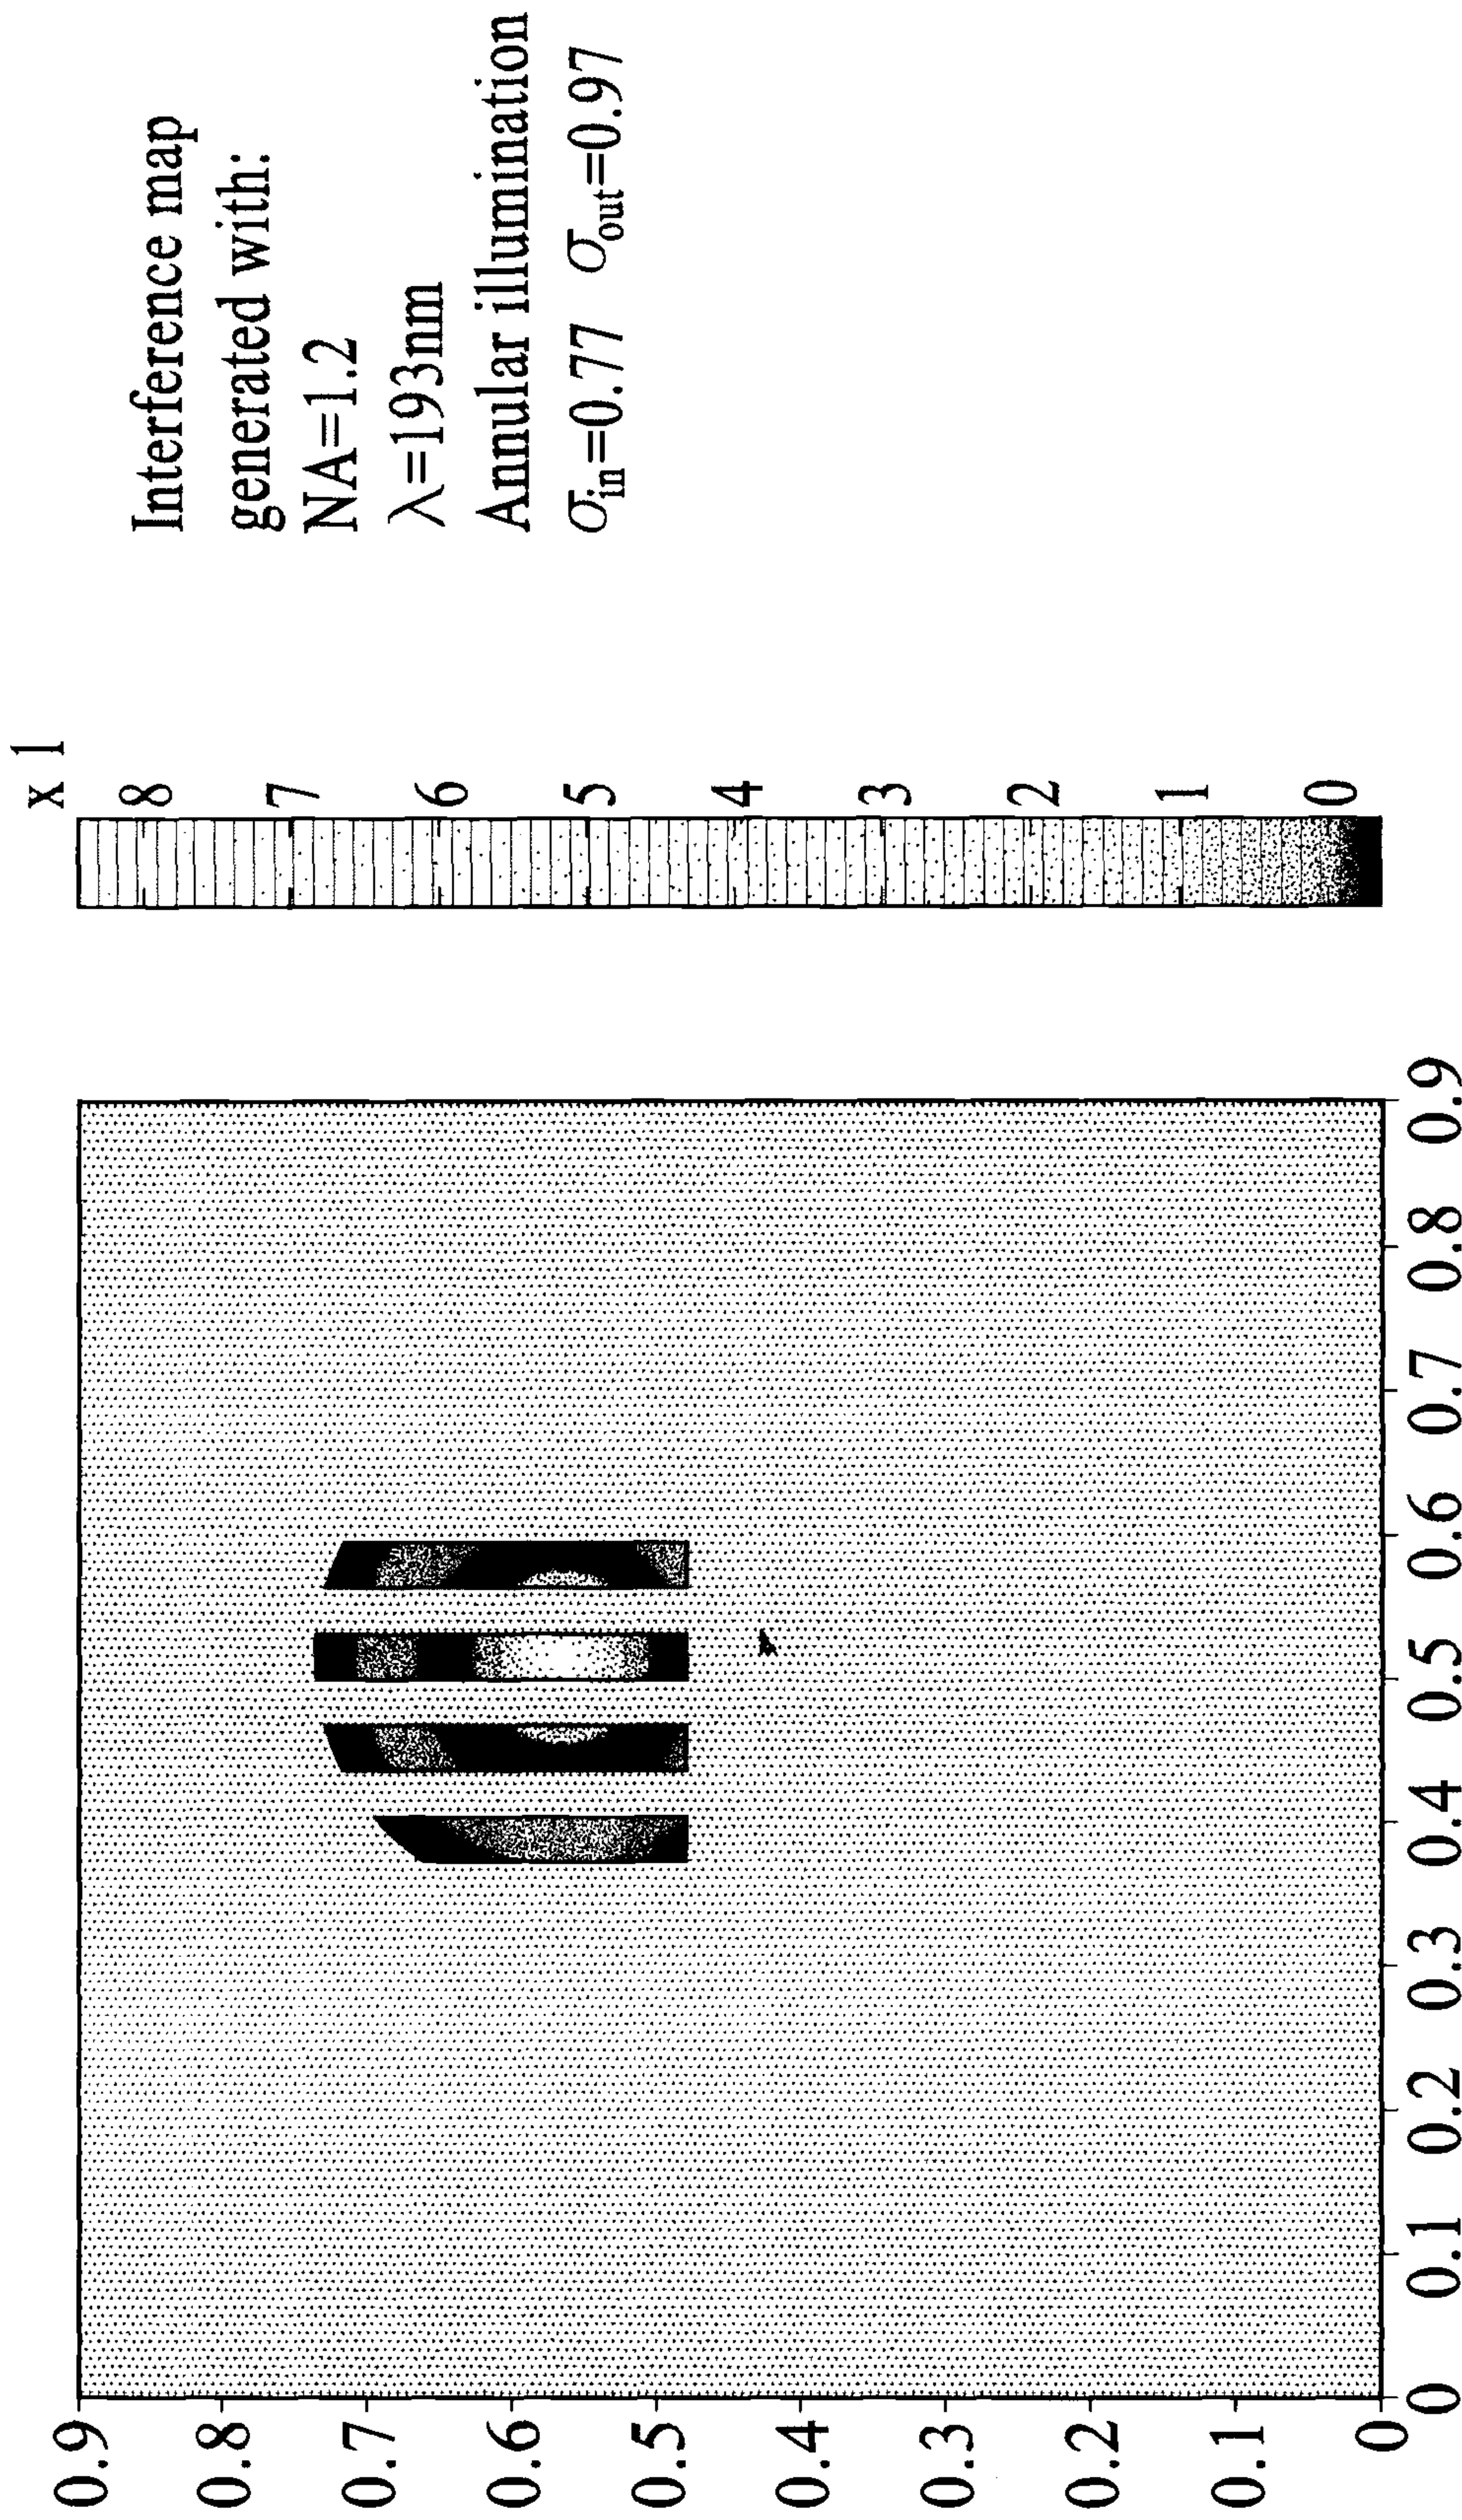 Interference map
generated with:
NA=1.2
λ=193nm
Annular illumination
σin=0.77 σout=0.97
x 1
8
7
6
5
4
3
2
1
0
0.9
0.8
0.7
0.6
0.5
0.4
0.3
0.2
0.1
0
0 0.1 0.2 0.3 0.4 0.5 0.6 0.7 0.8 0.9